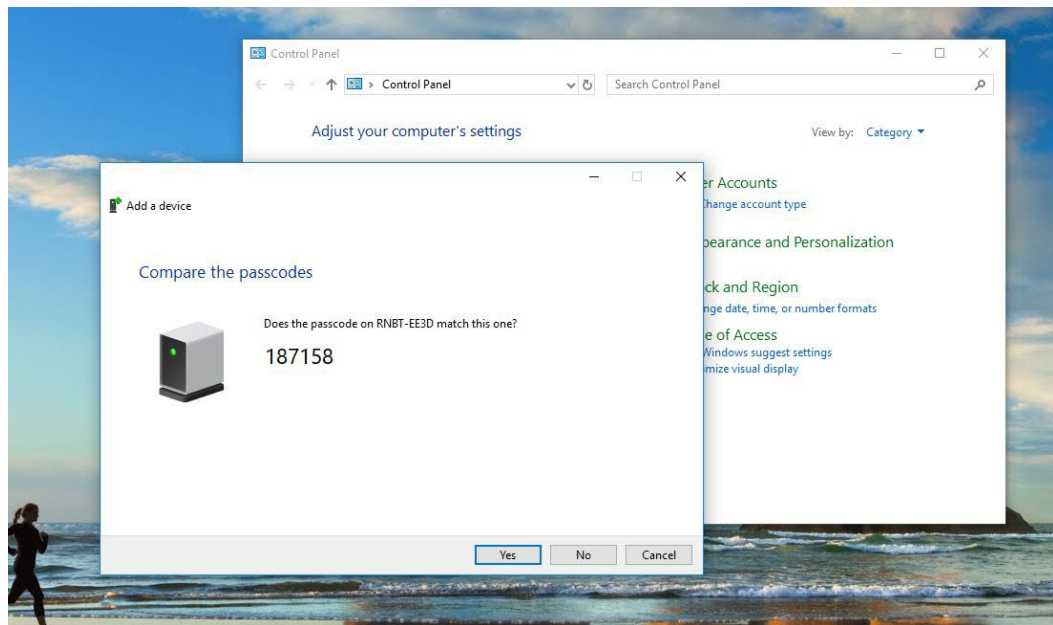 Control Panel
Control Panel
Search Control Panel
Adjust your computer's settings
View by: Category
er Accounts
Change account type
pearance and Personalization
ck and Region
nge date, time, or number formats
e of Access
Windows suggest settings
mize visual display
Add a device
Compare the passcodes
Does the passcode on RNBT-EE3D match this one?
187158
Yes No Cancel